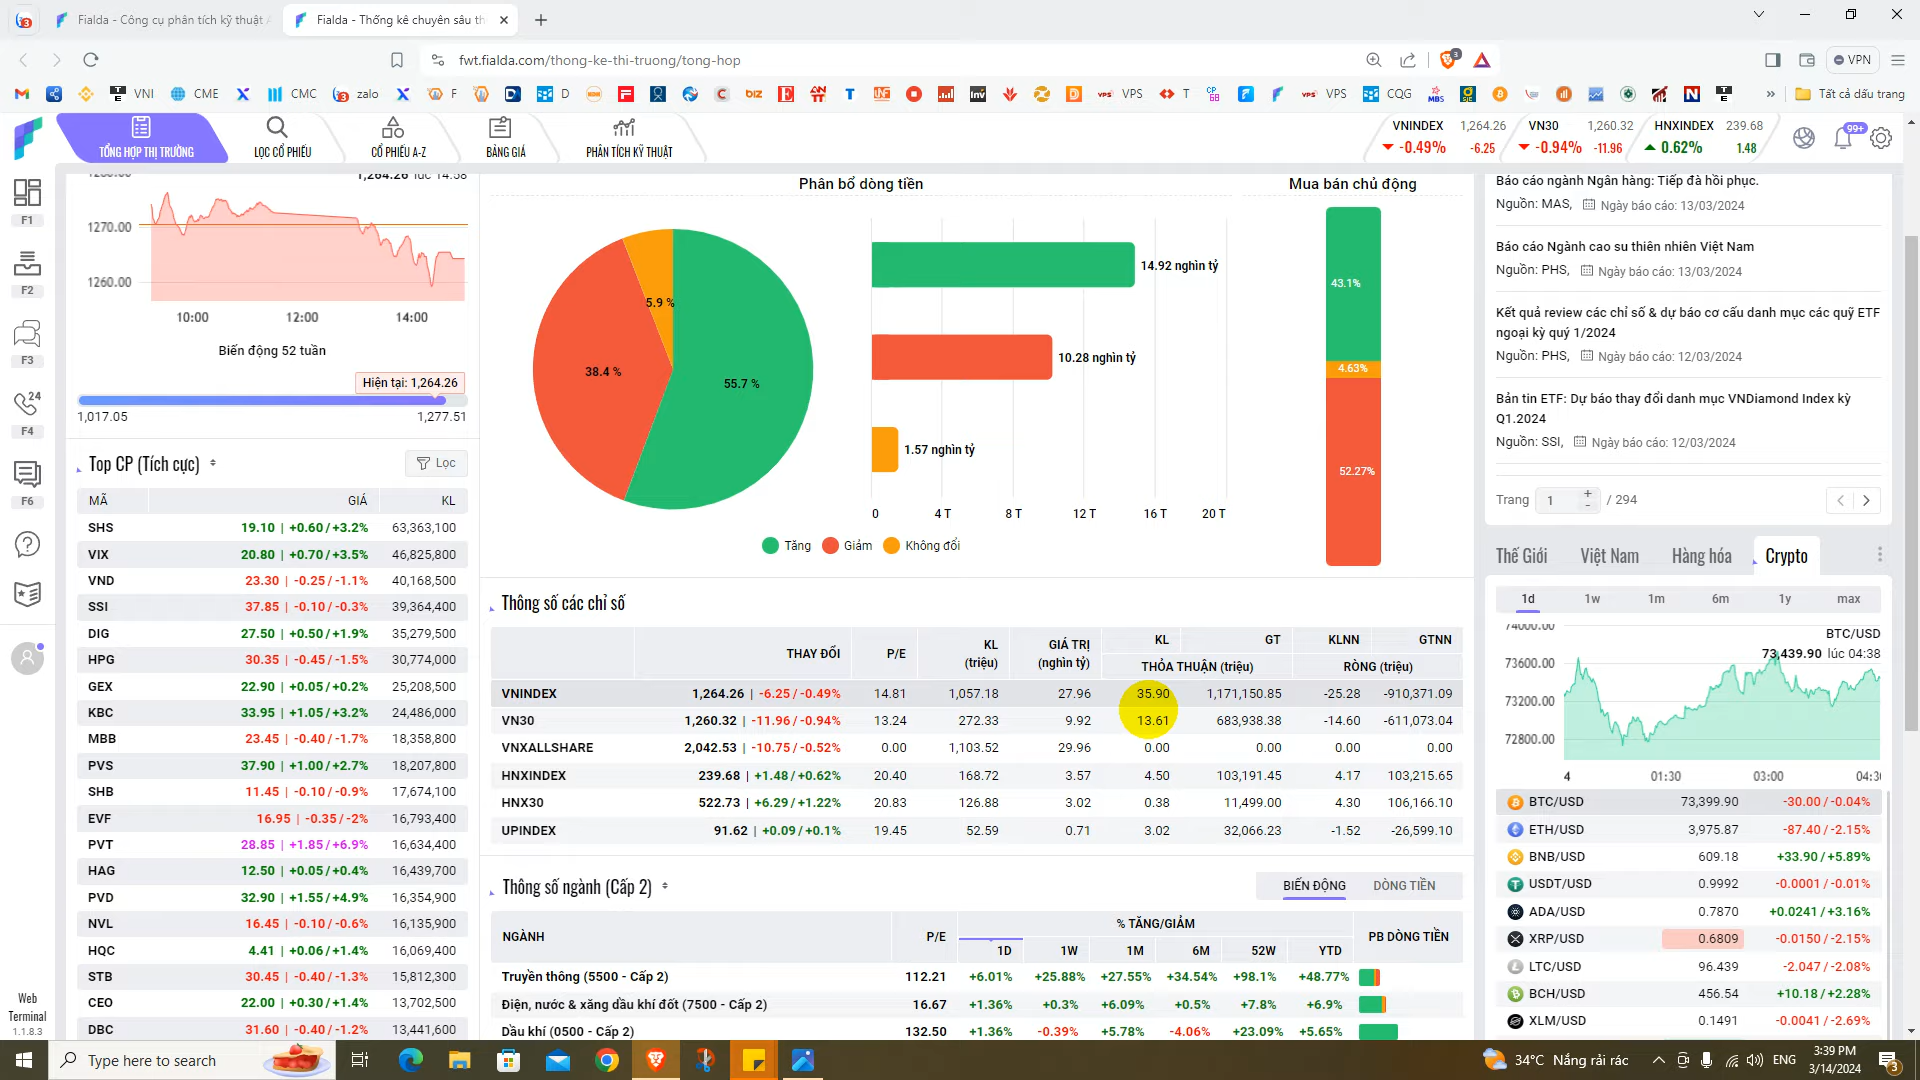 Fialda - Công cụ phân tích kỹ thuật
Fialda - Thống kê chuyên sâu th
fwt.fialda.com/thong-ke-thi-truong/tong-hop
3
VPN
VNI
CME
CMC
zalo
F
D
VPS
T
VPS
CQG
Tất cả dấu trang
TỔNG HỢP THỊ TRƯỜNG
LỌC CỔ PHIẾU
CỔ PHIẾU A-Z
BẢNG GIÁ
PHÂN TÍCH KỸ THUẬT
VNINDEX 1,264.26
-0.49% -6.25
VN30 1,260.32
-0.94% -11.96
HNXINDEX 239.68
0.62% 1.48
99+
F1
F2
F3
24
F4
F6
Web
Terminal
1.1.8.3
1,264.26 lúc 14:58
1270.00
1260.00
10:00 12:00 14:00
Biến động 52 tuần
Hiện tại: 1,264.26
1,017.05 1,277.51
Top CP (Tích cực)
Lọc
MÃ GIÁ KL
SHS 19.10 | +0.60 / +3.2% 63,363,100
VIX 20.80 | +0.70 / +3.5% 46,825,800
VND 23.30 | -0.25 / -1.1% 40,168,500
SSI 37.85 | -0.10 / -0.3% 39,364,400
DIG 27.50 | +0.50 / +1.9% 35,279,500
HPG 30.35 | -0.45 / -1.5% 30,774,000
GEX 22.90 | +0.05 / +0.2% 25,208,500
KBC 33.95 | +1.05 / +3.2% 24,486,000
MBB 23.45 | -0.40 / -1.7% 18,358,800
PVS 37.90 | +1.00 / +2.7% 18,207,800
SHB 11.45 | -0.10 / -0.9% 17,674,100
EVF 16.95 | -0.35 / -2% 16,793,400
PVT 28.85 | +1.85 / +6.9% 16,634,400
HAG 12.50 | +0.05 / +0.4% 16,439,700
PVD 32.90 | +1.55 / +4.9% 16,354,900
NVL 16.45 | -0.10 / -0.6% 16,135,900
HQC 4.41 | +0.06 / +1.4% 16,069,400
STB 30.45 | -0.40 / -1.3% 15,812,300
CEO 22.00 | +0.30 / +1.4% 13,702,500
DBC 31.60 | -0.40 / -1.2% 13,441,600
Phân bổ dòng tiền
5.9 %
38.4 %
55.7 %
14.92 nghìn tỷ
10.28 nghìn tỷ
1.57 nghìn tỷ
0 4 T 8 T 12 T 16 T 20 T
Tăng Giảm Không đổi
Mua bán chủ động
43.1%
4.63%
52.27%
Thông số các chỉ số
THAY ĐỔI P/E KL (triệu) GIÁ TRỊ (nghìn tỷ) KL GT KLNN GTNN
THỎA THUẬN (triệu) RÒNG (triệu)
VNINDEX 1,264.26 | -6.25 / -0.49% 14.81 1,057.18 27.96 35.90 1,171,150.85 -25.28 -910,371.09
VN30 1,260.32 | -11.96 / -0.94% 13.24 272.33 9.92 13.61 683,938.38 -14.60 -611,073.04
VNXALLSHARE 2,042.53 | -10.75 / -0.52% 0.00 1,103.52 29.96 0.00 0.00 0.00 0.00
HNXINDEX 239.68 | +1.48 / +0.62% 20.40 168.72 3.57 4.50 103,191.45 4.17 103,215.65
HNX30 522.73 | +6.29 / +1.22% 20.83 126.88 3.02 0.38 11,499.00 4.30 106,166.10
UPINDEX 91.62 | +0.09 / +0.1% 19.45 52.59 0.71 3.02 32,066.23 -1.52 -26,599.10
Thông số ngành (Cấp 2)
BIẾN ĐỘNG DÒNG TIỀN
NGÀNH P/E % TĂNG/GIẢM PB DÒNG TIỀN
1D 1W 1M 6M 52W YTD
Truyền thông (5500 - Cấp 2) 112.21 +6.01% +25.88% +27.55% +34.54% +98.1% +48.77%
Điện, nước & xăng dầu khí đốt (7500 - Cấp 2) 16.67 +1.36% +0.3% +6.09% +0.5% +7.8% +6.9%
Dầu khí (0500 - Cấp 2) 132.50 +1.36% -0.39% +5.78% -4.06% +23.09% +5.65%
Báo cáo ngành Ngân hàng: Tiếp đà hồi phục.
Nguồn: MAS, Ngày báo cáo: 13/03/2024
Báo cáo Ngành cao su thiên nhiên Việt Nam
Nguồn: PHS, Ngày báo cáo: 13/03/2024
Kết quả review các chỉ số & dự báo cơ cấu danh mục các quỹ ETF
ngoại kỳ quý 1/2024
Nguồn: PHS, Ngày báo cáo: 12/03/2024
Bản tin ETF: Dự báo thay đổi danh mục VNDiamond Index kỳ
Q1.2024
Nguồn: SSI, Ngày báo cáo: 12/03/2024
Trang 1 / 294
Thế Giới Việt Nam Hàng hóa Crypto
1d 1w 1m 6m 1y max
74000.00
BTC/USD
73,439.90 lúc 04:38
73600.00
73200.00
72800.00
4 01:30 03:00 04:3
BTC/USD 73,399.90 -30.00 / -0.04%
ETH/USD 3,975.87 -87.40 / -2.15%
BNB/USD 609.18 +33.90 / +5.89%
USDT/USD 0.9992 -0.0001 / -0.01%
ADA/USD 0.7870 +0.0241 / +3.16%
XRP/USD 0.6809 -0.0150 / -2.15%
LTC/USD 96.439 -2.047 / -2.08%
BCH/USD 456.54 +10.18 / +2.28%
XLM/USD 0.1491 -0.0041 / -2.69%
Type here to search
34°C Nắng rải rác
ENG
3:39 PM
3/14/2024
3